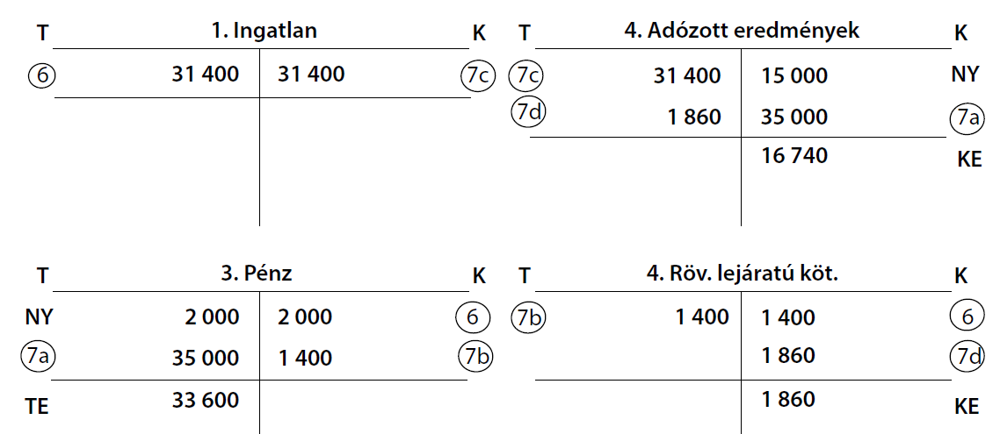 T 1. Ingatlan K
6 31 400 31 400 7c
T 4. Adózott eredmények K
7c 31 400 15 000 NY
7d 1 860 35 000 7a
16 740 KE
T 3. Pénz K
NY 2 000 2 000 6
7a 35 000 1 400 7b
TE 33 600
T 4. Röv. lejáratú köt. K
7b 1 400 1 400 6
1 860 7d
1 860 KE